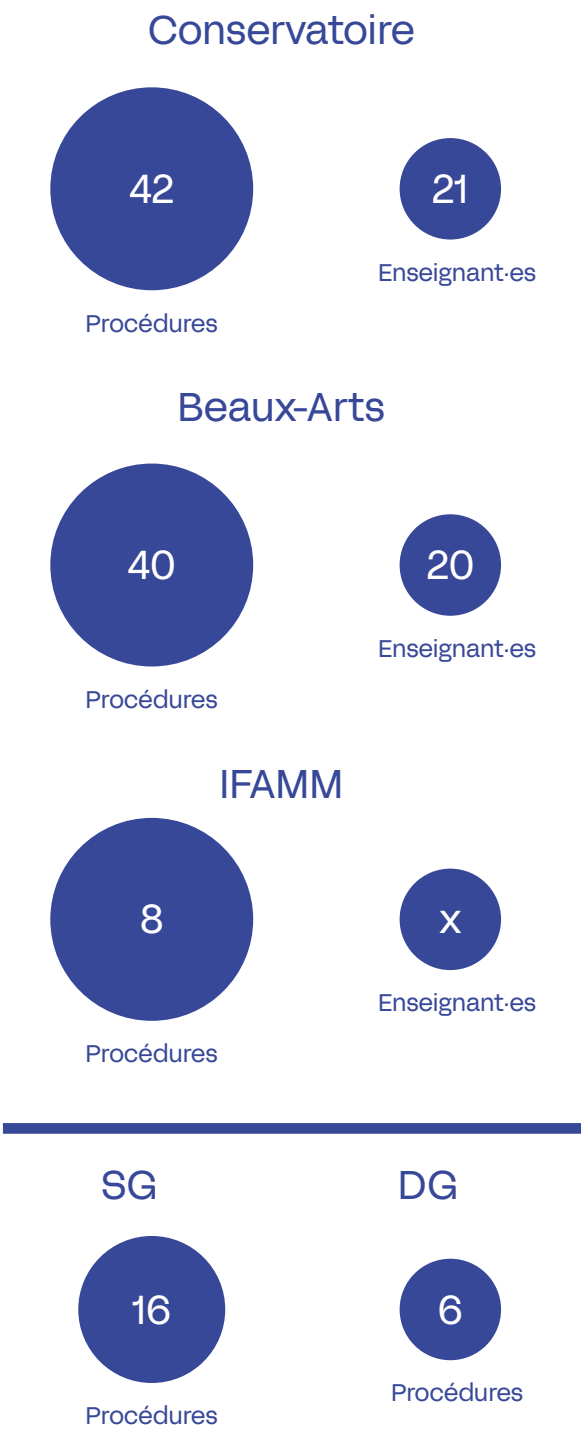 Conservatoire
42
21
Enseignant·es
Procédures
Beaux-Arts
40
20
Enseignant·es
Procédures
IFAMM
8
x
Enseignant·es
Procédures
SG
DG
16
6
Procédures
Procédures